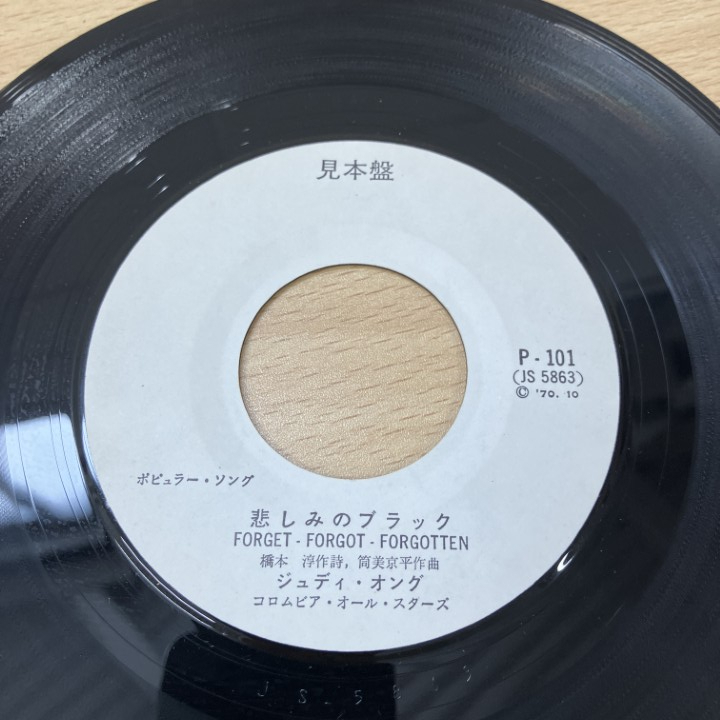 見本盤
P - 101
(JS 5863)
© '70. 10
ポピュラー・ソング
悲しみのブラック
FORGET - FORGOT - FORGOTTEN
橋本 淳作詩, 筒美京平作曲
ジュディ・オング
コロムビア・オール・スターズ